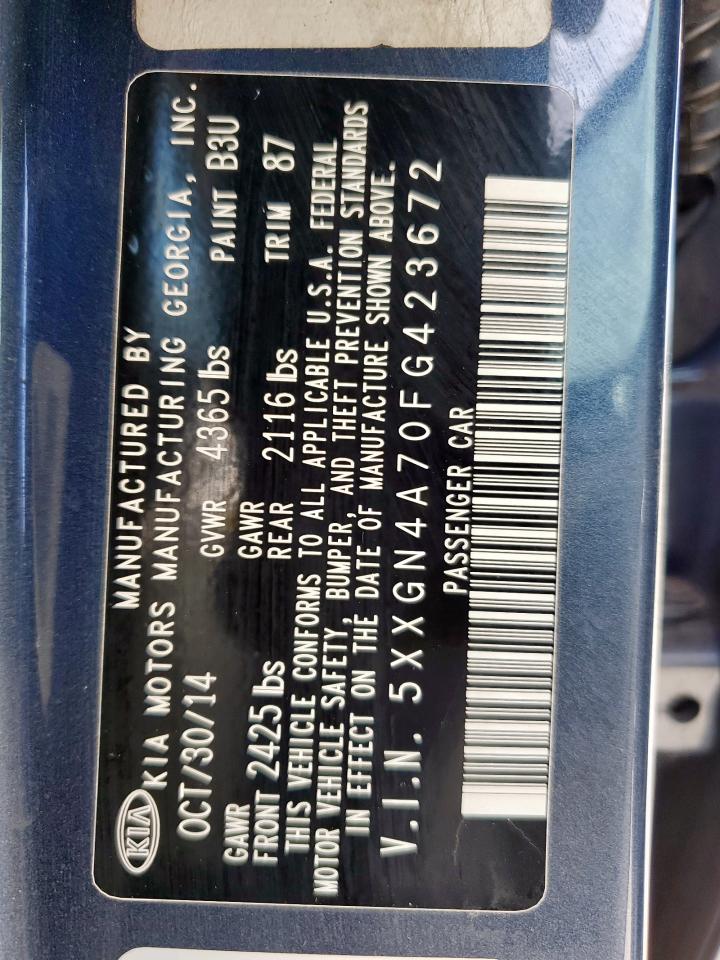 MANUFACTURED BY
KIA KIA MOTORS MANUFACTURING GEORGIA, INC.
OCT/30/14 GVWR 4365 lbs PAINT B3U
GAWR FRONT 2425 lbs GAWR REAR 2116 lbs TRIM 87
THIS VEHICLE CONFORMS TO ALL APPLICABLE U.S.A. FEDERAL
MOTOR VEHICLE SAFETY, BUMPER, AND THEFT PREVENTION STANDARDS
IN EFFECT ON THE DATE OF MANUFACTURE SHOWN ABOVE.
V.I.N. 5XXGN4A70FG423672
PASSENGER CAR